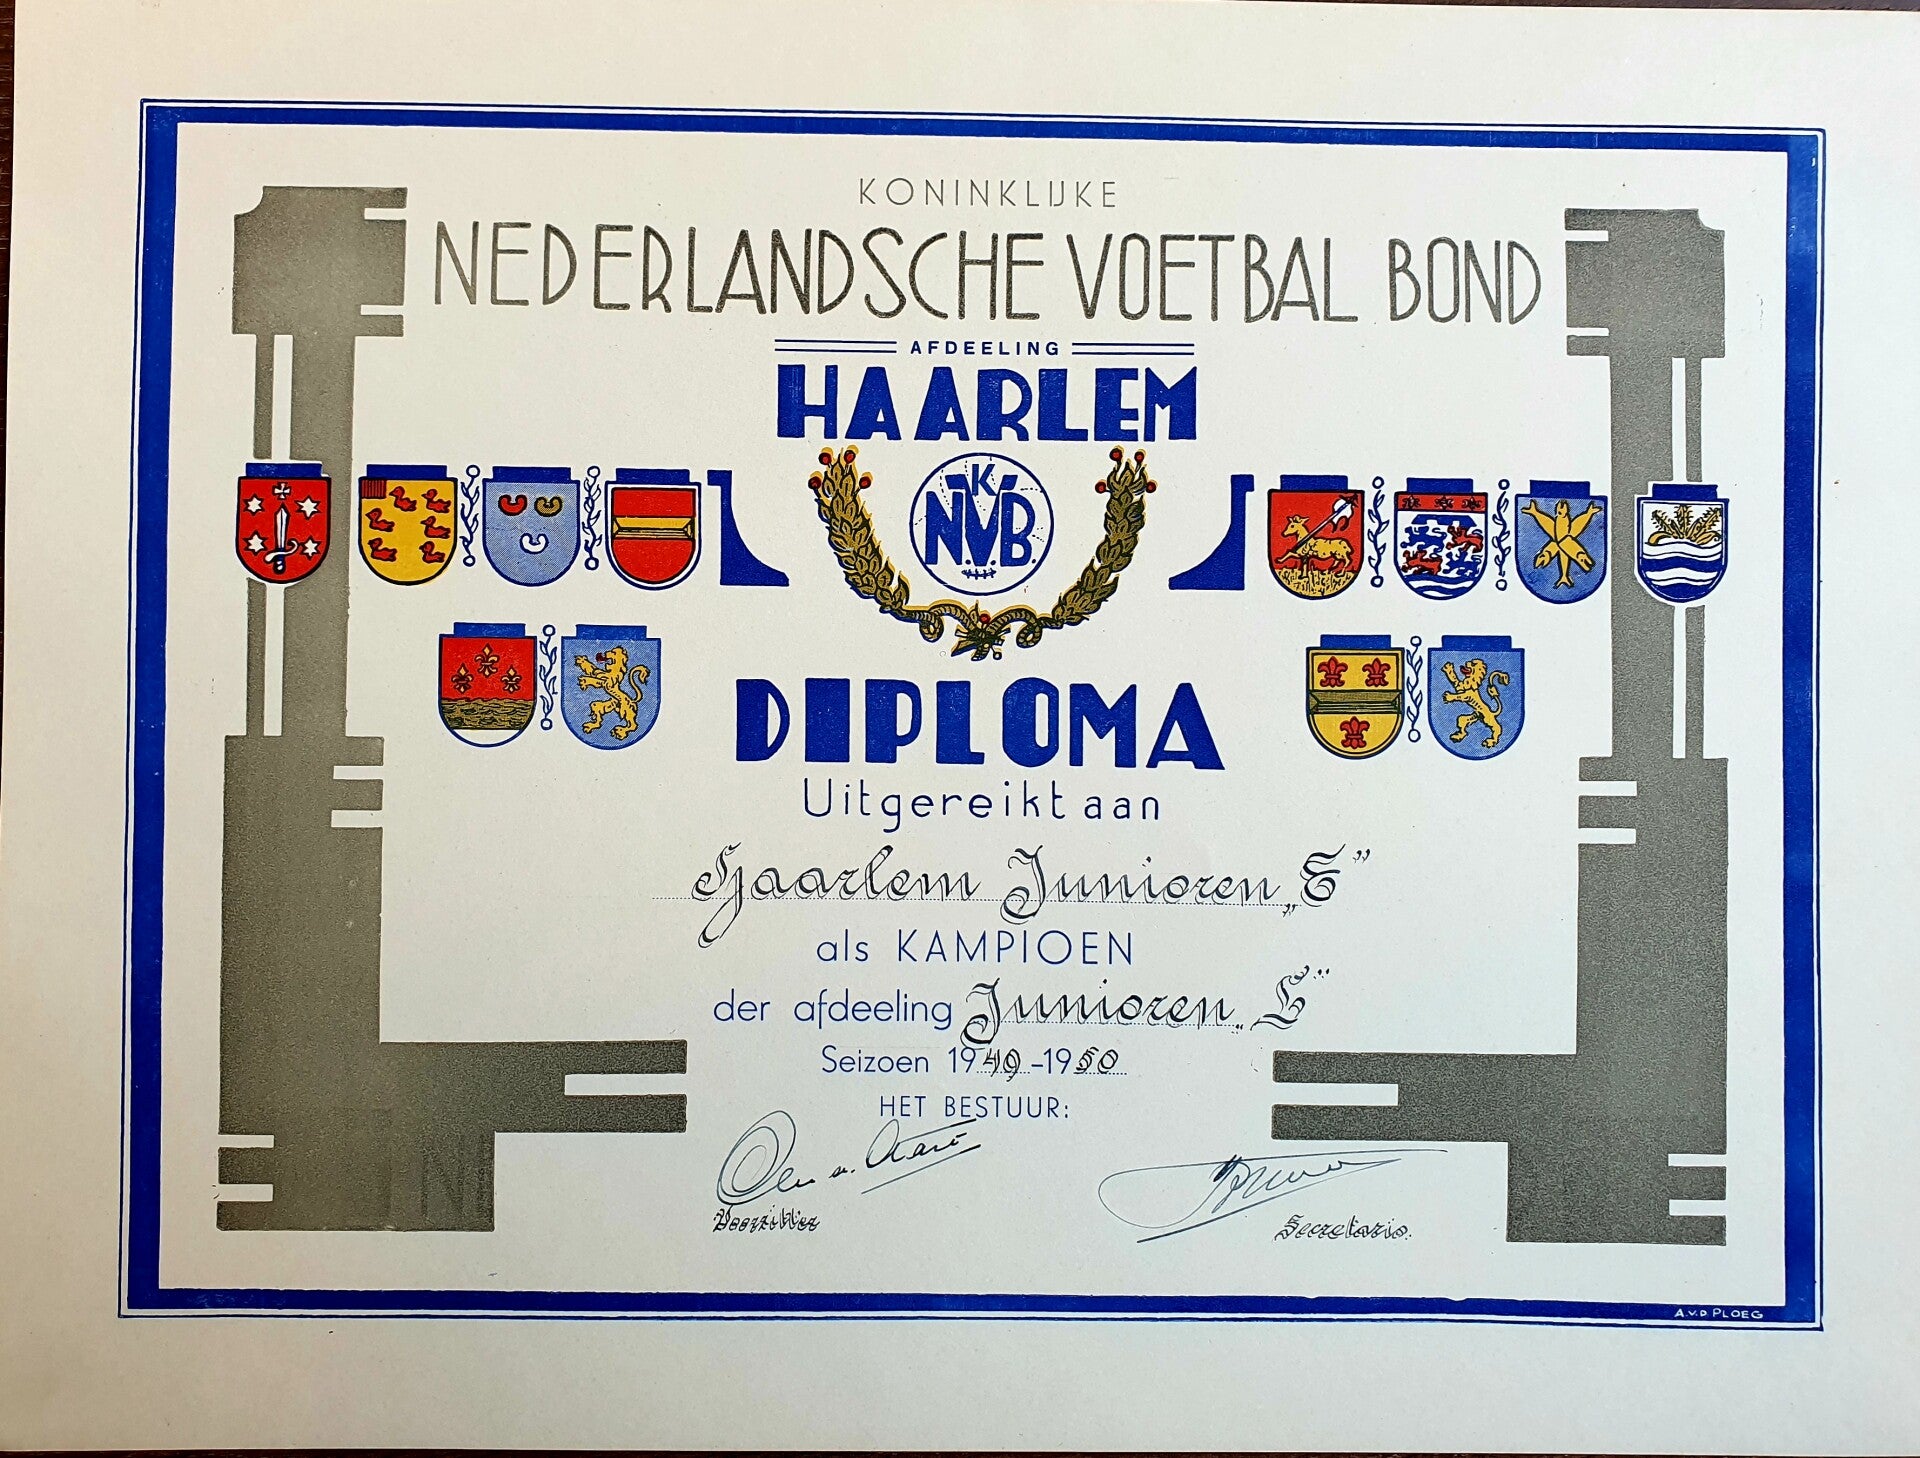 KONINKLIJKE
NEDERLANDSCHE VOETBAL BOND
AFDEELING
HAARLEM
K
N.V.B.
DIPLOMA
Uitgereikt aan
Haarlem Junioren „E”
als KAMPIOEN
der afdeeling Junioren „L”
Seizoen 1949-1950
HET BESTUUR:
Voorzitter
Secretaris.
A.V.D PLOEG